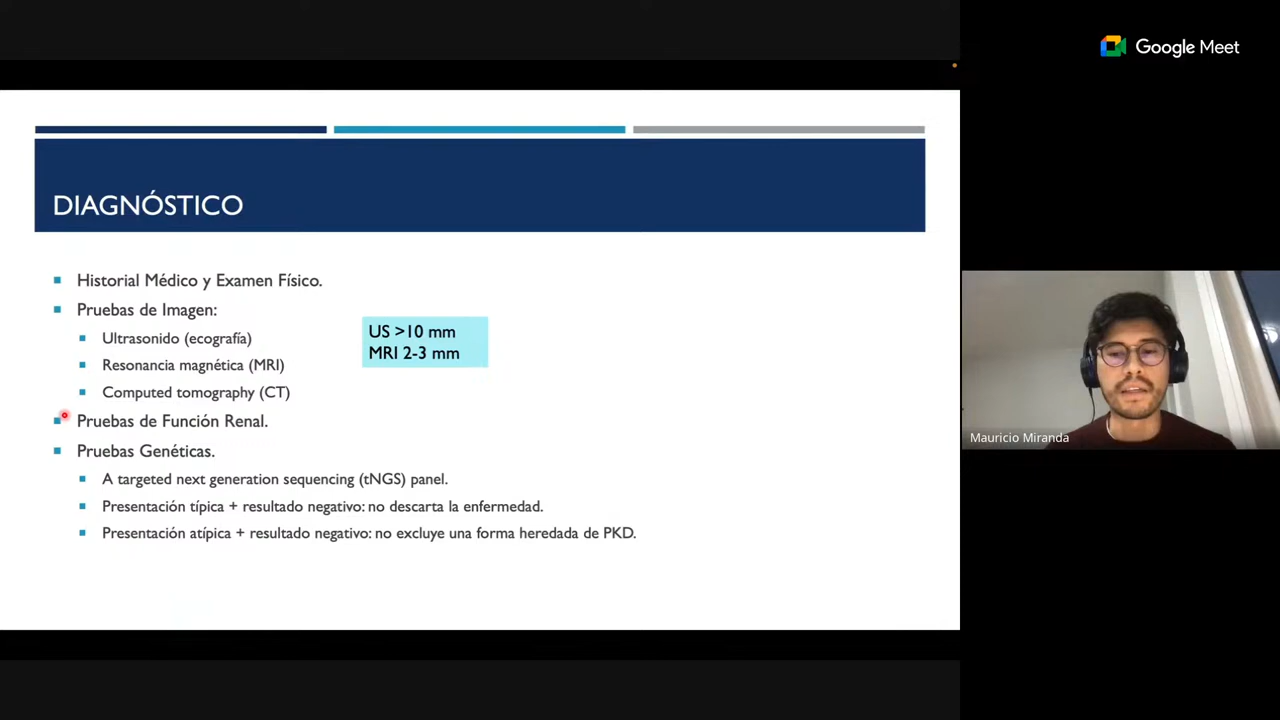 Google Meet
DIAGNÓSTICO
Historial Médico y Examen Físico.
Pruebas de Imagen:
Ultrasonido (ecografía)
Resonancia magnética (MRI)
Computed tomography (CT)
US >10 mm
MRI 2-3 mm
Pruebas de Función Renal.
Pruebas Genéticas.
A targeted next generation sequencing (tNGS) panel.
Presentación típica + resultado negativo: no descarta la enfermedad.
Presentación atípica + resultado negativo: no excluye una forma heredada de PKD.
Mauricio Miranda